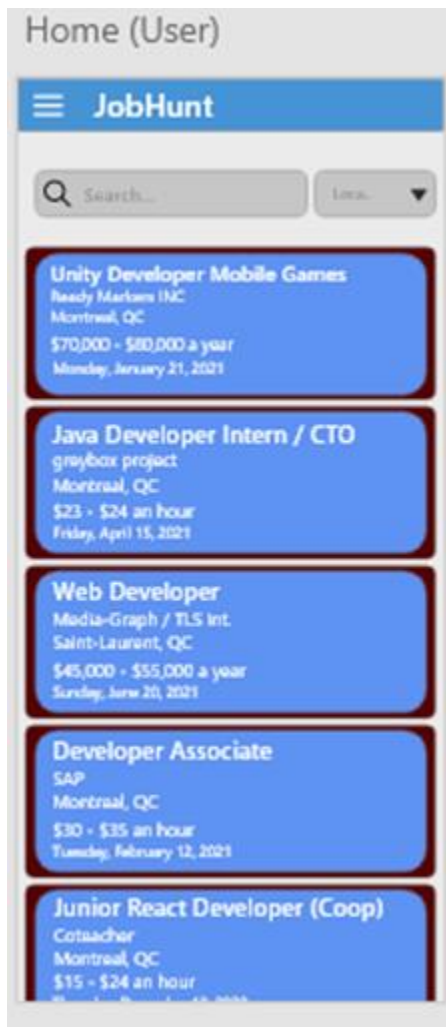 Home (User)
JobHunt
Search...
Loca..
Unity Developer Mobile Games
Ready Markers INC
Montreal, QC
$70,000 - $80,000 a year
Monday, January 21, 2021
Java Developer Intern / CTO
greybox project
Montreal, QC
$23 - $24 an hour
Friday, April 15, 2021
Web Developer
Media-Graph / TLS Int.
Saint-Laurent, QC
$45,000 - $55,000 a year
Sunday, June 20, 2021
Developer Associate
SAP
Montreal, QC
$30 - $35 an hour
Tuesday, February 12, 2021
Junior React Developer (Coop)
Coteacher
Montreal, QC
$15 - $24 an hour